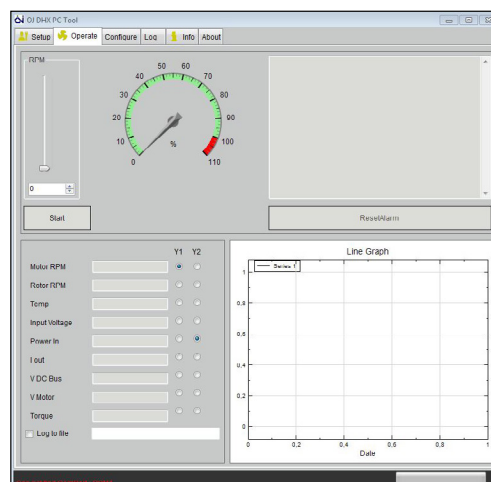 OJ DHX PC Tool
Setup Operate Configure Log Info About
RPM
0
Start
0 10 20 30 40 50 60 70 80 90 100 110
%
ResetAlarm
Y1 Y2
Motor RPM
Rotor RPM
Temp
Input Voltage
Power In
I out
V DC Bus
V Motor
Torque
Log to file
Line Graph
Series 1
1
0,8
0,6
0,4
0,2
0
0 0,2 0,4 0,6 0,8 1
Date